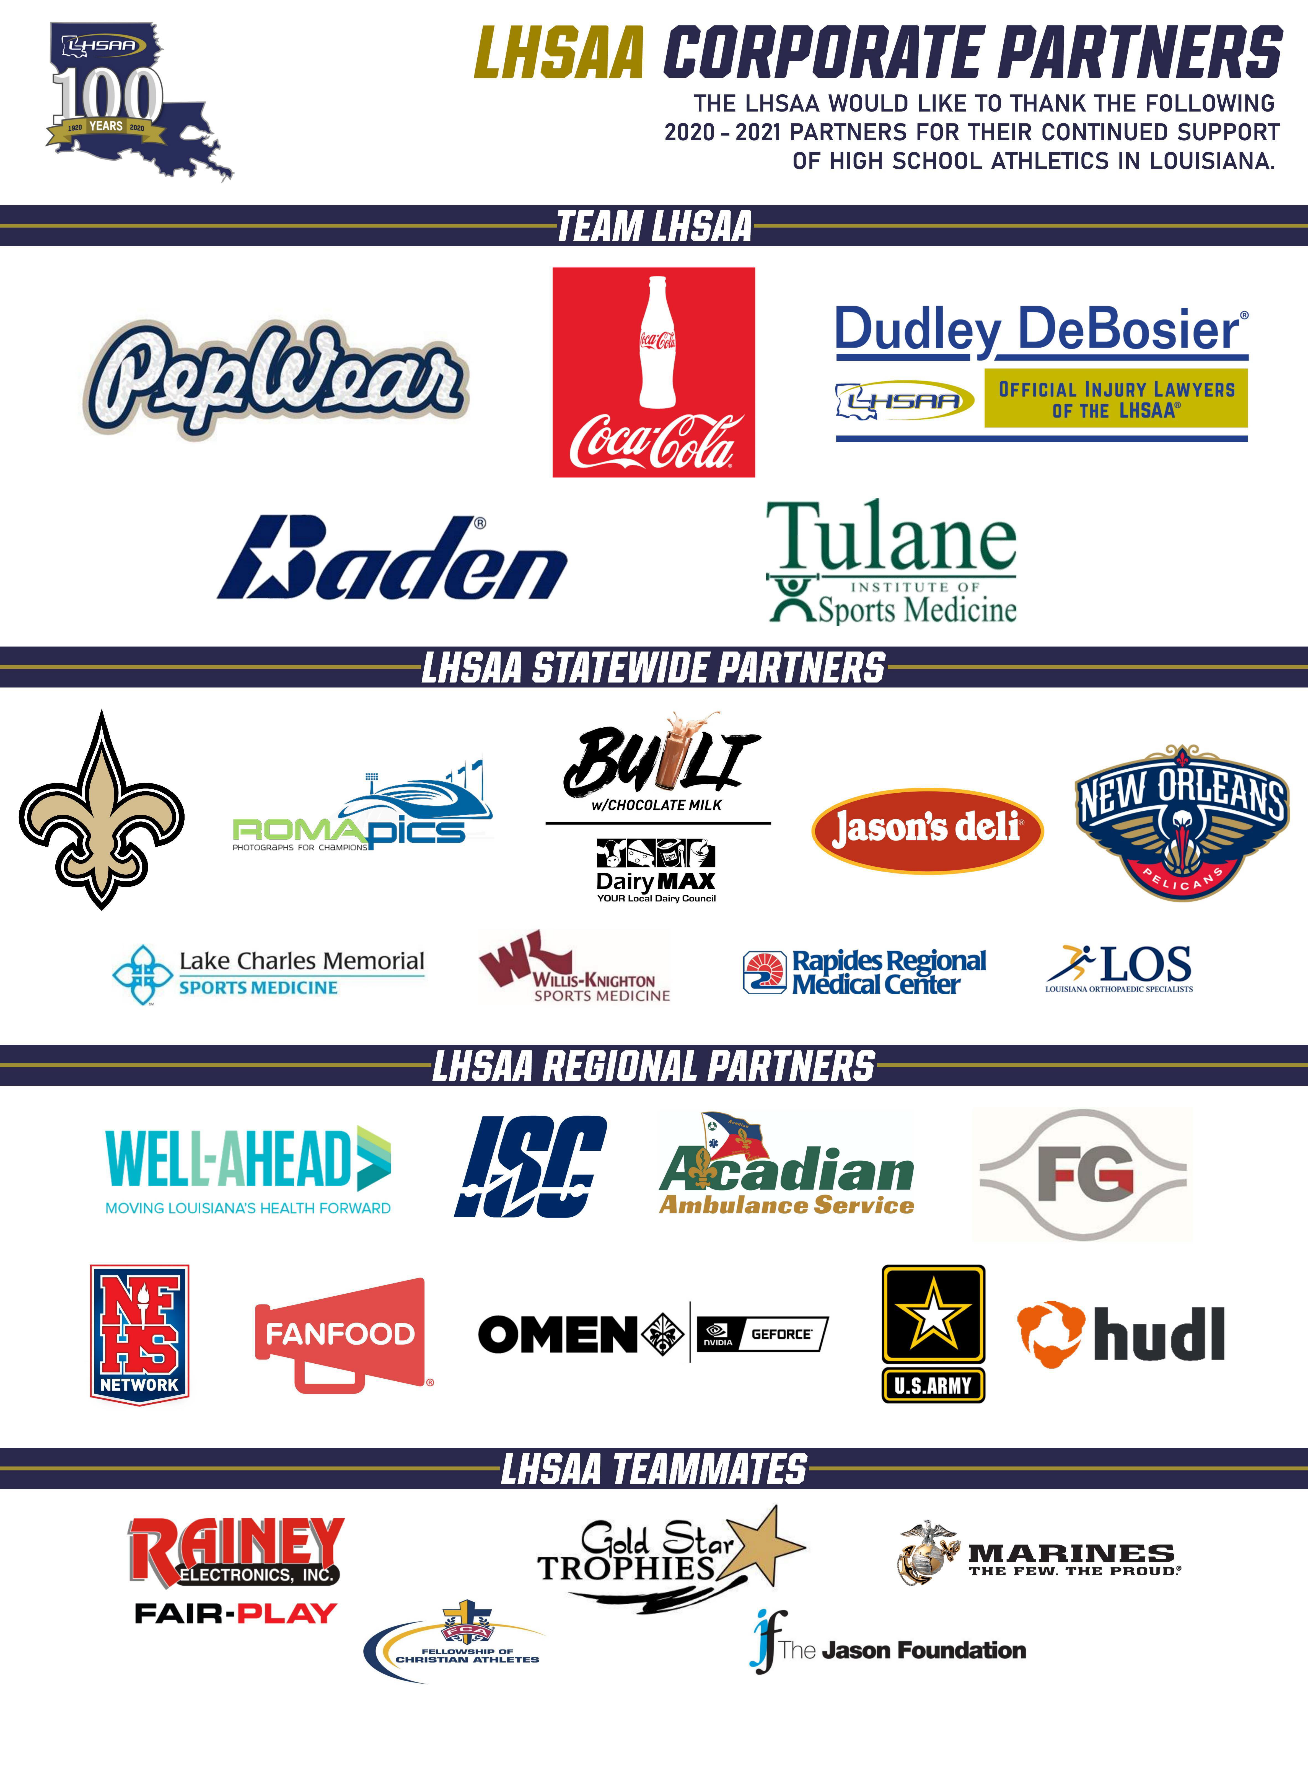 LHSAA
100
1920 YEARS 2020
LHSAA CORPORATE PARTNERS
THE LHSAA WOULD LIKE TO THANK THE FOLLOWING
2020 - 2021 PARTNERS FOR THEIR CONTINUED SUPPORT
OF HIGH SCHOOL ATHLETICS IN LOUISIANA.
TEAM LHSAA
PepWear
Coca-Cola
Coca-Cola®
Dudley DeBosier®
LHSAA
OFFICIAL INJURY LAWYERS
OF THE LHSAA®
Baden®
Tulane
INSTITUTE OF
Sports Medicine
LHSAA STATEWIDE PARTNERS
ROMAPICS
PHOTOGRAPHS FOR CHAMPIONS
BUILT
w/CHOCOLATE MILK
Dairy MAX
YOUR Local Dairy Council
Jason's deli®
NEW ORLEANS
PELICANS
Lake Charles Memorial
SPORTS MEDICINE
WK
WILLIS-KNIGHTON
SPORTS MEDICINE
Rapides Regional
Medical Center
LOS
LOUISIANA ORTHOPAEDIC SPECIALISTS
LHSAA REGIONAL PARTNERS
WELL-AHEAD
MOVING LOUISIANA'S HEALTH FORWARD
ISC
Acadian
Acadian
Ambulance Service
FG
NFHS
NETWORK
FANFOOD®
OMEN
NVIDIA
GEFORCE
U.S.ARMY
hudl
LHSAA TEAMMATES
RAINEY
ELECTRONICS, INC.
FAIR-PLAY
Gold Star
TROPHIES
MARINES
THE FEW. THE PROUD.®
FCA
FELLOWSHIP OF
CHRISTIAN ATHLETES
jf The Jason Foundation